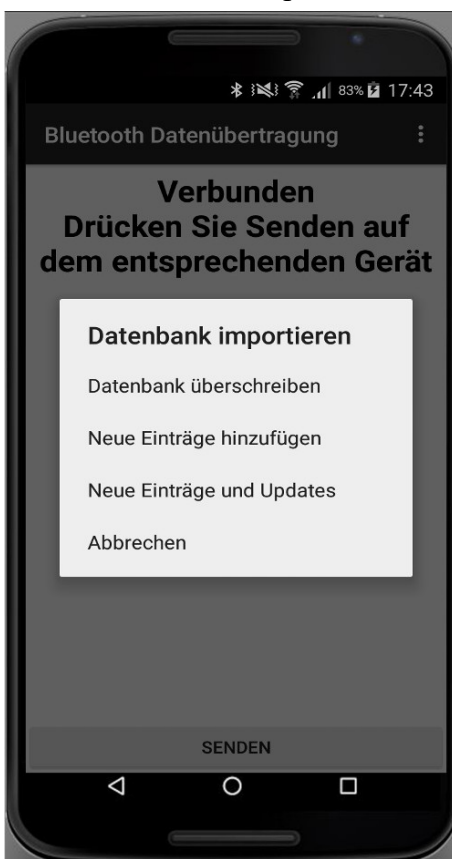 83% 17:43
Bluetooth Datenübertragung
Verbunden
Drücken Sie Senden auf
dem entsprechenden Gerät
Datenbank importieren
Datenbank überschreiben
Neue Einträge hinzufügen
Neue Einträge und Updates
Abbrechen
SENDEN